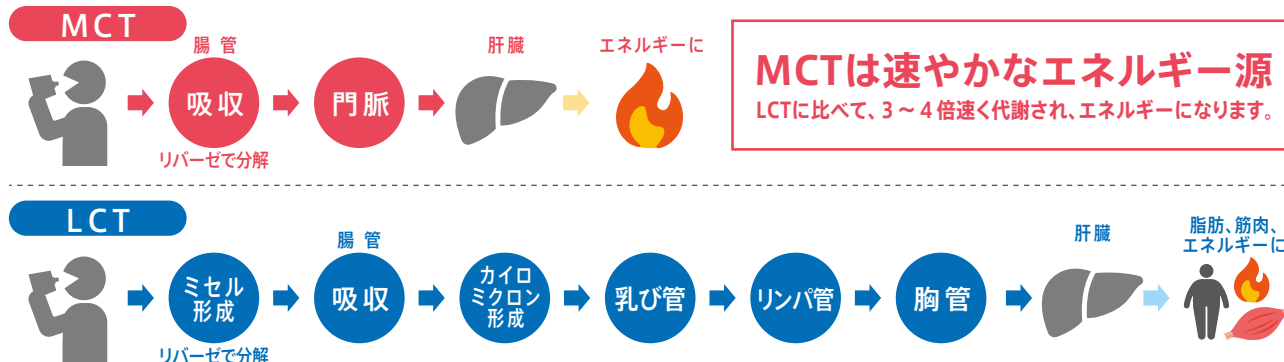 MCT
腸管
吸収
リバーゼで分解
門脈
肝臓
エネルギーに
MCTは速やかなエネルギー源
LCTに比べて、3～4倍速く代謝され、エネルギーになります。
LCT
ミセル
形成
リバーゼで分解
腸管
吸収
カイロ
ミクロン
形成
乳び管
リンパ管
胸管
肝臓
脂肪、筋肉、
エネルギーに